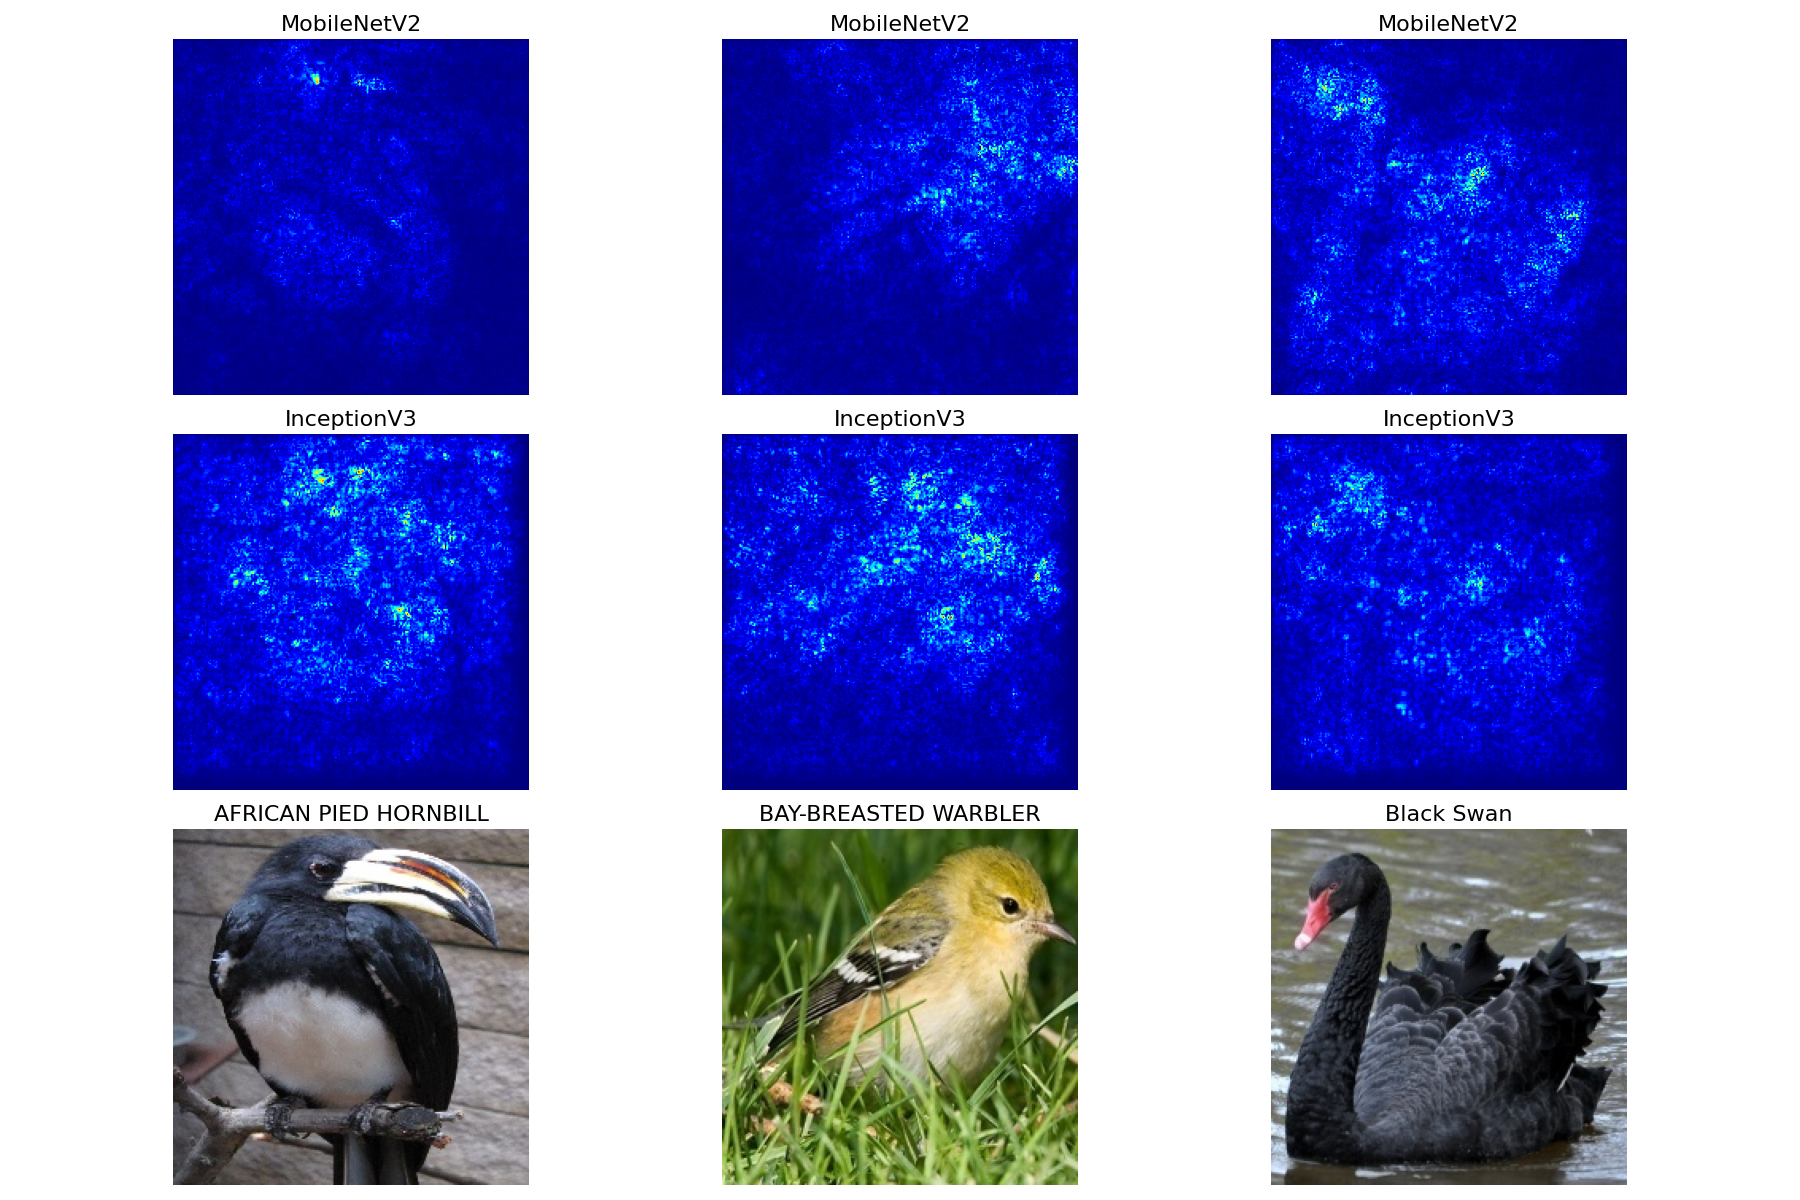 MobileNetV2
MobileNetV2
MobileNetV2
InceptionV3
InceptionV3
InceptionV3
AFRICAN PIED HORNBILL
BAY-BREASTED WARBLER
Black Swan